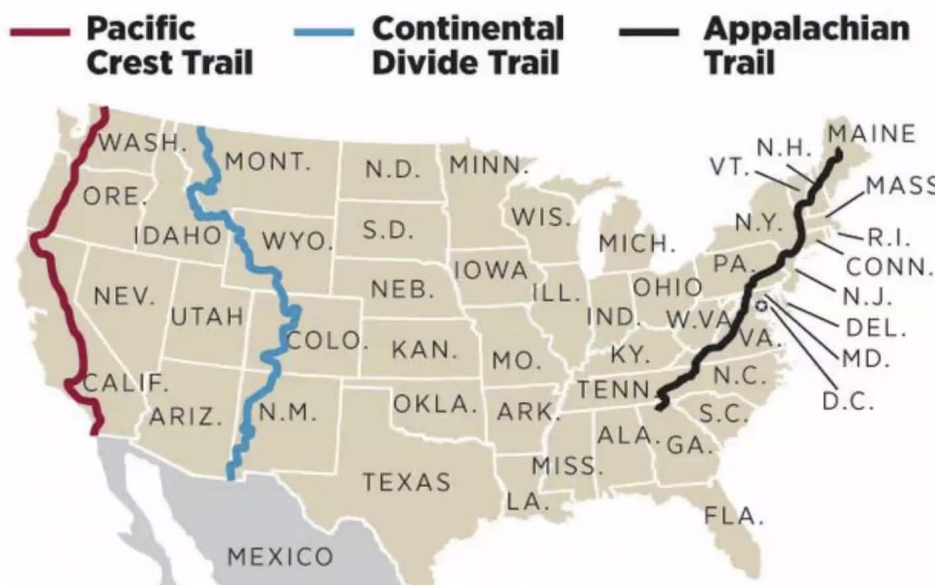 Pacific
Crest Trail
Continental
Divide Trail
Appalachian
Trail
WASH.
MONT.
N.D.
MINN.
VT.
N.H.
MAINE
ORE.
IDAHO
WYO.
S.D.
WIS.
MICH.
N.Y.
MASS
R.I.
CONN.
NEV.
UTAH
NEB.
IOWA
ILL.
IND.
OHIO
PA.
N.J.
COLO.
KAN.
MO.
KY.
W.VA
VA.
DEL.
MD.
D.C.
CALIF.
ARIZ.
N.M.
OKLA.
ARK.
TENN.
N.C.
S.C.
TEXAS
LA.
MISS.
ALA.
GA.
FLA.
MEXICO